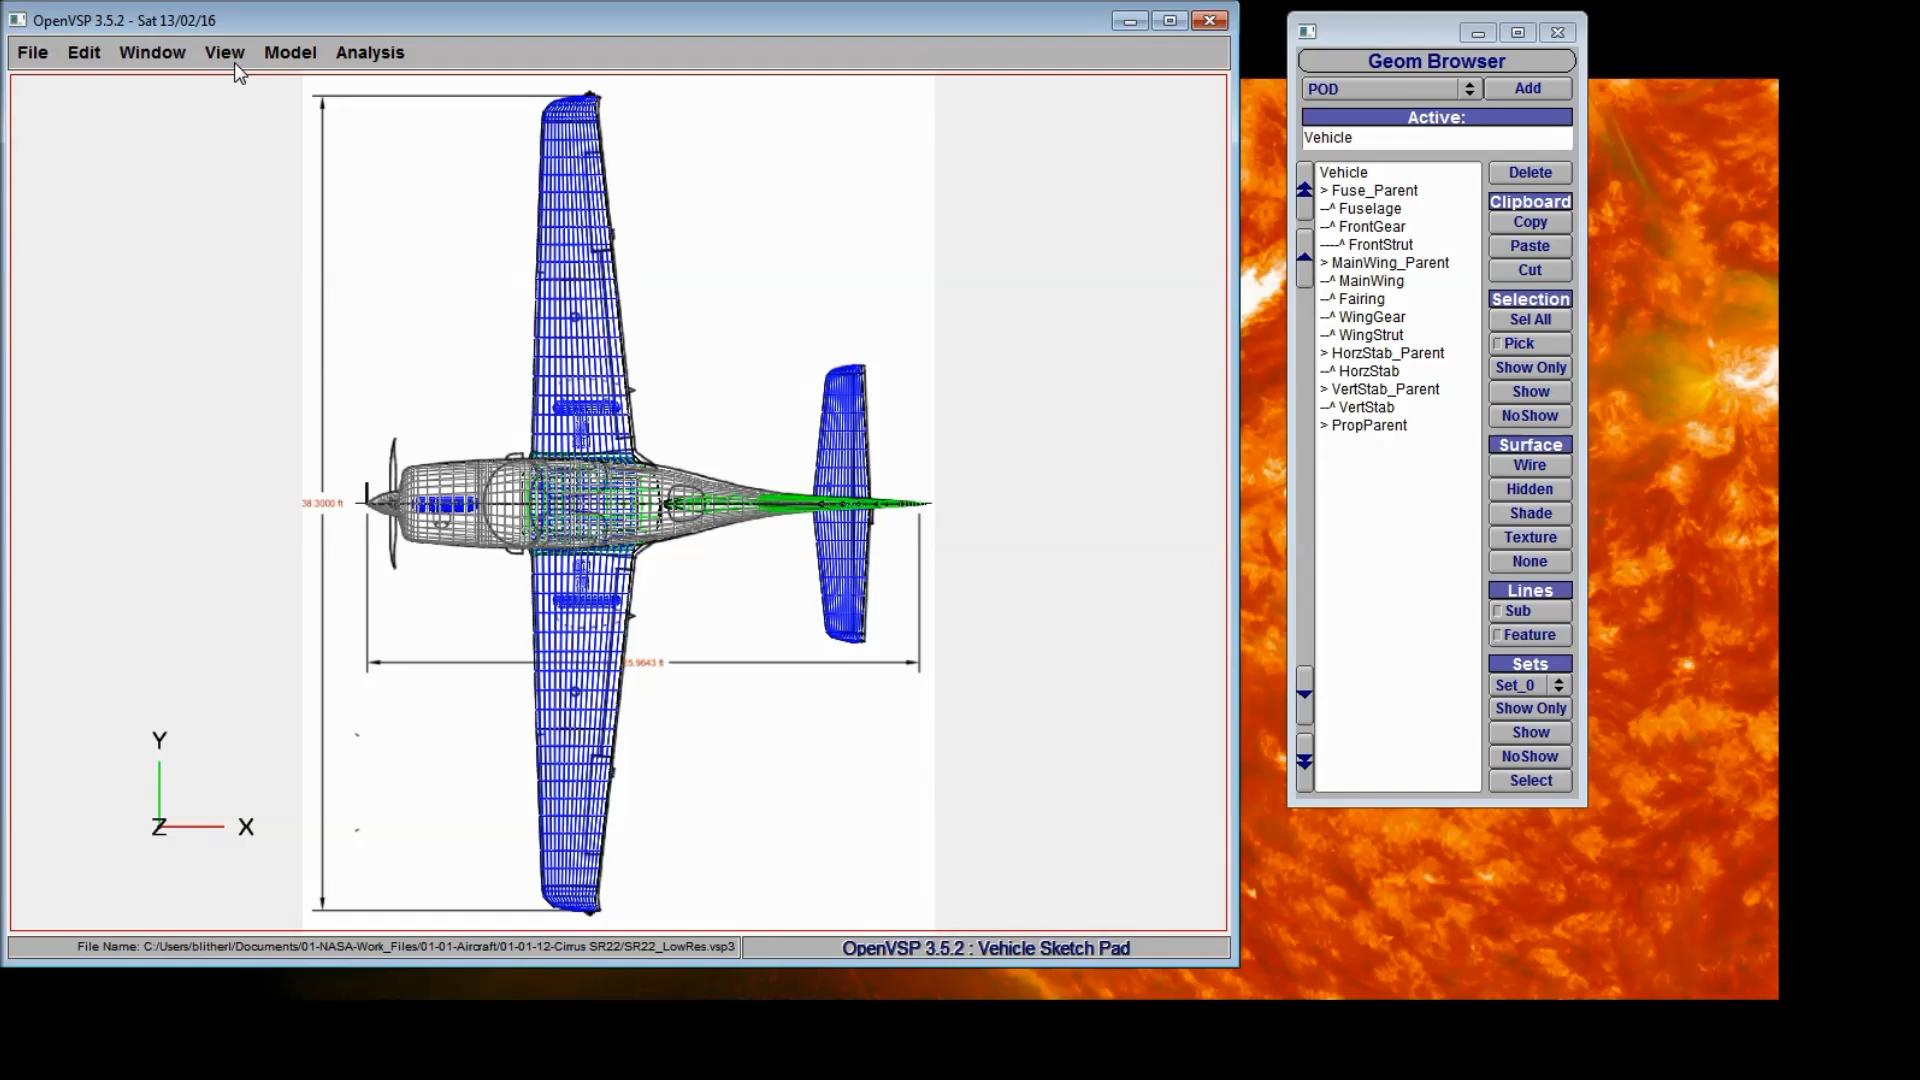 OpenVSP 3.5.2 - Sat 13/02/16
File Edit Window View Model Analysis
38.3000 ft
5.9643 ft
Y
Z X
File Name: C:/Users/blitherl/Documents/01-NASA-Work_Files/01-01-Aircraft/01-01-12-Cirrus SR22/SR22_LowRes.vsp3
OpenVSP 3.5.2 : Vehicle Sketch Pad
Geom Browser
POD Add
Active:
Vehicle
Vehicle
> Fuse_Parent
--^ Fuselage
--^ FrontGear
----^ FrontStrut
> MainWing_Parent
--^ MainWing
--^ Fairing
--^ WingGear
--^ WingStrut
> HorzStab_Parent
--^ HorzStab
> VertStab_Parent
--^ VertStab
> PropParent
Delete
Clipboard
Copy
Paste
Cut
Selection
Sel All
Pick
Show Only
Show
NoShow
Surface
Wire
Hidden
Shade
Texture
None
Lines
Sub
Feature
Sets
Set_0
Show Only
Show
NoShow
Select